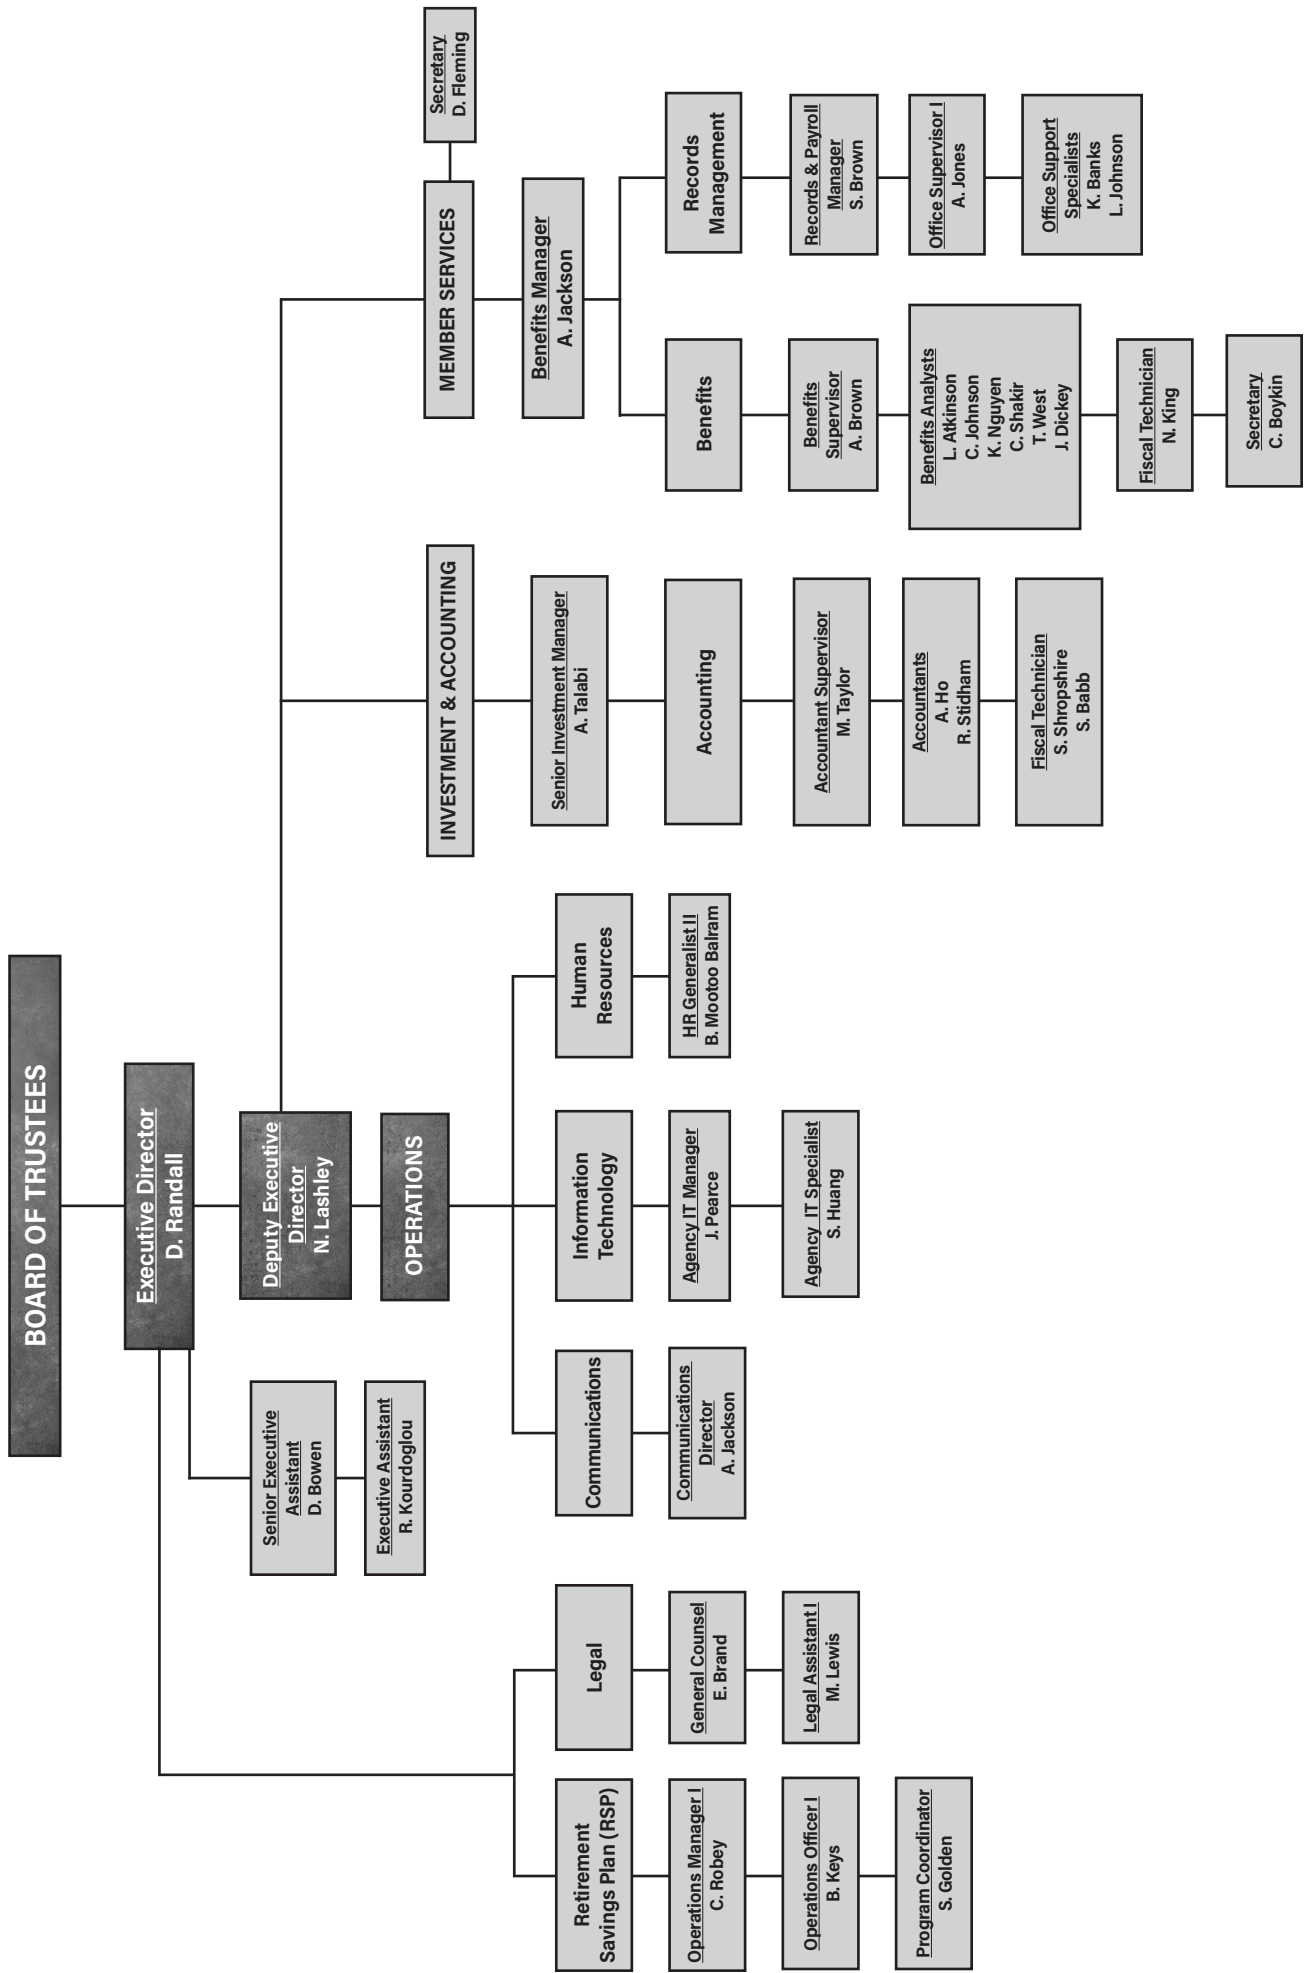 BOARD OF TRUSTEES
Executive Director
D. Randall
Deputy Executive
Director
N. Lashley
OPERATIONS
Senior Executive
Assistant
D. Bowen
Executive Assistant
R. Kourdoglou
Retirement
Savings Plan (RSP)
Operations Manager I
C. Robey
Operations Officer I
B. Keys
Program Coordinator
S. Golden
Legal
General Counsel
E. Brand
Legal Assistant I
M. Lewis
Communications
Communications
Director
A. Jackson
Information
Technology
Agency IT Manager
J. Pearce
Agency IT Specialist
S. Huang
Human
Resources
HR Generalist II
B. Mootoo Balram
INVESTMENT & ACCOUNTING
Senior Investment Manager
A. Talabi
Accounting
Accountant Supervisor
M. Taylor
Accountants
A. Ho
R. Stidham
Fiscal Technician
S. Shropshire
S. Babb
MEMBER SERVICES
Secretary
D. Fleming
Benefits Manager
A. Jackson
Benefits
Benefits
Supervisor
A. Brown
Benefits Analysts
L. Atkinson
C. Johnson
K. Nguyen
C. Shakir
T. West
J. Dickey
Fiscal Technician
N. King
Secretary
C. Boykin
Records
Management
Records & Payroll
Manager
S. Brown
Office Supervisor I
A. Jones
Office Support
Specialists
K. Banks
L. Johnson